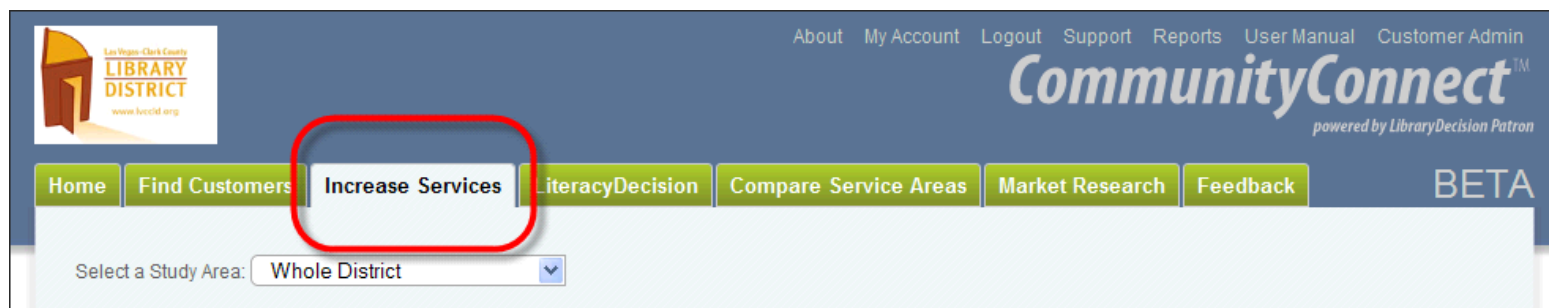 Las Vegas-Clark County
LIBRARY
DISTRICT
www.lvccld.org
About My Account Logout Support Reports User Manual Customer Admin
CommunityConnect™
powered by LibraryDecision Patron
Home Find Customers Increase Services LiteracyDecision Compare Service Areas Market Research Feedback BETA
Select a Study Area: Whole District